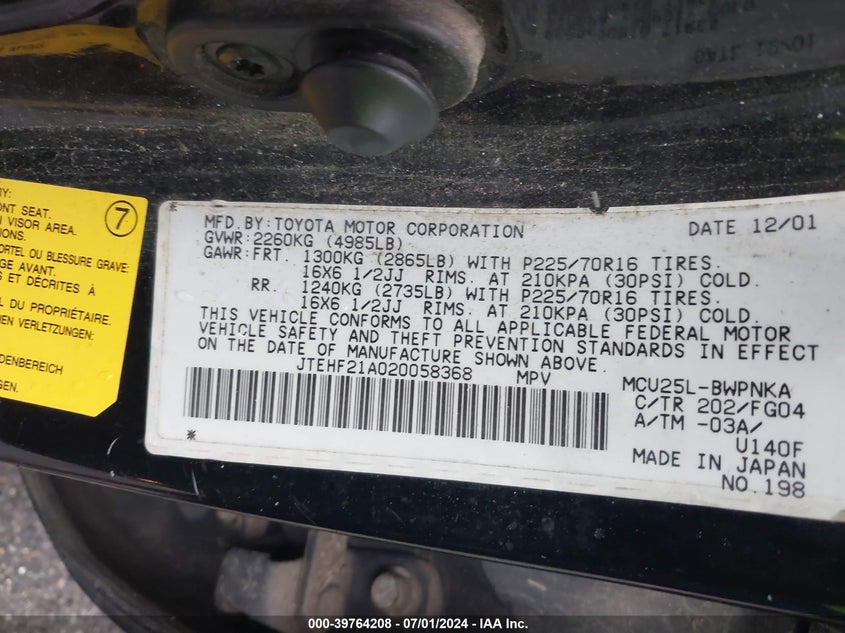 DATE 12-01
7
NT SEAT.
VISOR AREA.
ORTEL OU BLESSURE GRAVE:
GE AVANT.
ET DÉCRITES À
DU PROPRIÉTAIRE.
EN VERLETZUNGEN:
MFD.BY:TOYOTA MOTOR CORPORATION DATE 12/01
GVWR:2260KG (4985LB)
GAWR:FRT. 1300KG (2865LB) WITH P225/70R16 TIRES.
16X6 1/2JJ RIMS. AT 210KPA (30PSI) COLD.
RR. 1240KG (2735LB) WITH P225/70R16 TIRES.
16X6 1/2JJ RIMS. AT 210KPA (30PSI) COLD.
THIS VEHICLE CONFORMS TO ALL APPLICABLE FEDERAL MOTOR
VEHICLE SAFETY AND THEFT PREVENTION STANDARDS IN EFFECT
ON THE DATE OF MANUFACTURE SHOWN ABOVE.
JTEHF21A020058368 MPV
MCU25L-BWPNKA
C/TR 202/FG04
A/TM -03A/
U140F
MADE IN JAPAN
NO.198
000-39764208 - 07/01/2024 - IAA Inc.